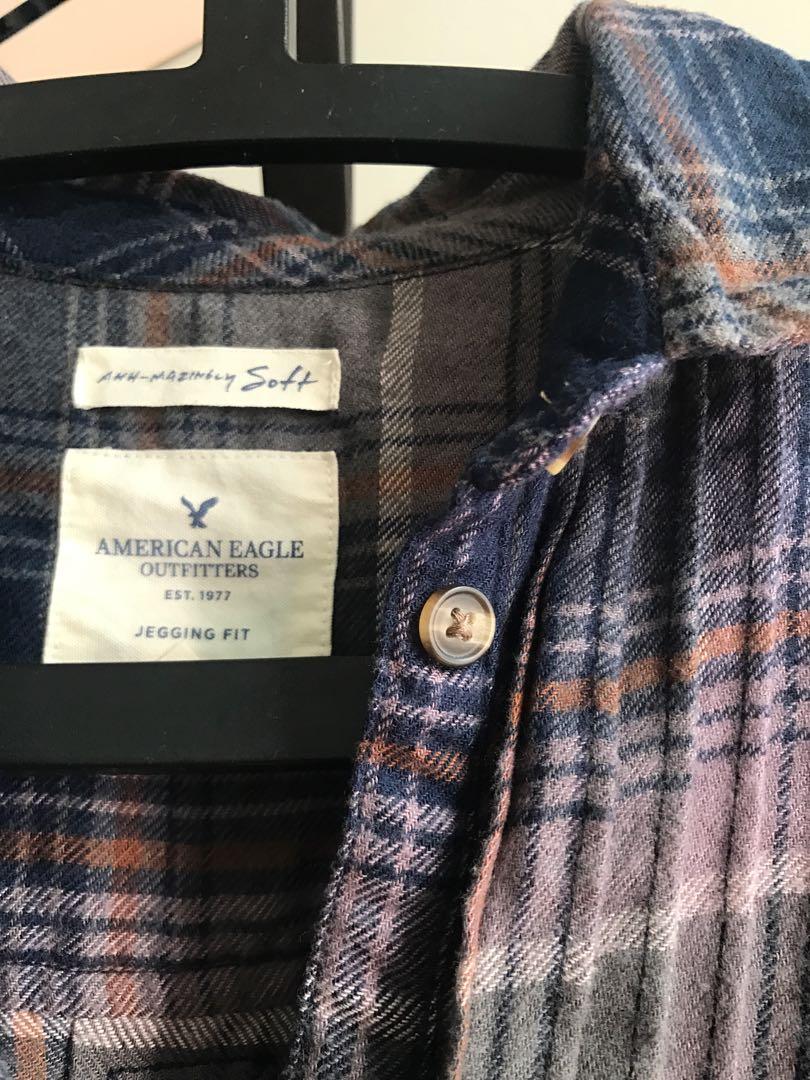 AHH-MAZINGLY Soft
AMERICAN EAGLE
OUTFITTERS
EST. 1977
JEGGING FIT